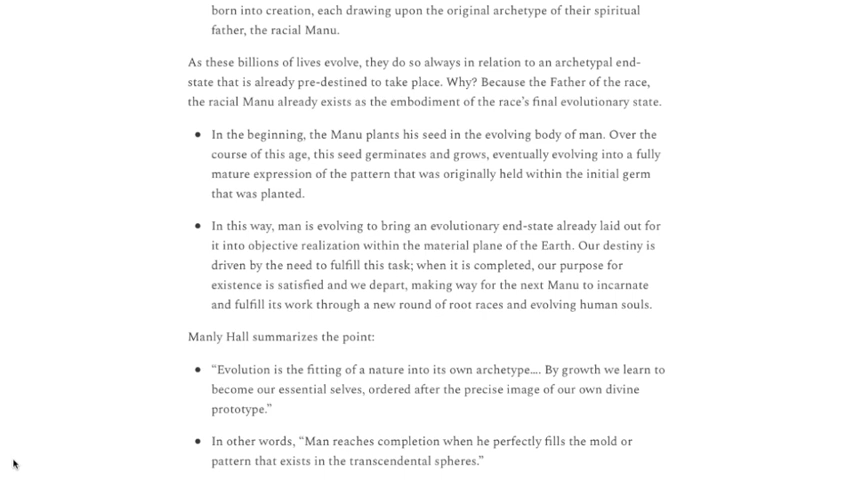 born into creation, each drawing upon the original archetype of their spiritual
father, the racial Manu.
As these billions of lives evolve, they do so always in relation to an archetypal end-
state that is already pre-destined to take place. Why? Because the Father of the race,
the racial Manu already exists as the embodiment of the race’s final evolutionary state.
• In the beginning, the Manu plants his seed in the evolving body of man. Over the
course of this age, this seed germinates and grows, eventually evolving into a fully
mature expression of the pattern that was originally held within the initial germ
that was planted.
• In this way, man is evolving to bring an evolutionary end-state already laid out for
it into objective realization within the material plane of the Earth. Our destiny is
driven by the need to fulfill this task; when it is completed, our purpose for
existence is satisfied and we depart, making way for the next Manu to incarnate
and fulfill its work through a new round of root races and evolving human souls.
Manly Hall summarizes the point:
• “Evolution is the fitting of a nature into its own archetype…. By growth we learn to
become our essential selves, ordered after the precise image of our own divine
prototype.”
• In other words, “Man reaches completion when he perfectly fills the mold or
pattern that exists in the transcendental spheres.”